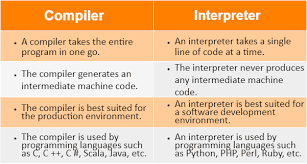 Compiler
Interpreter
• A compiler takes the entire
program in one go.
• An interpreter takes a single
line of code at a time.
• The compiler generates an
intermediate machine code.
• The interpreter never produces
any intermediate machine
code.
• The compiler is best suited for
the production environment.
• An interpreter is best suited for
a software development
environment.
• The compiler is used by
programming languages such
as C, C ++, C #, Scala, Java, etc.
• An interpreter is used by
programming languages such
as Python, PHP, Perl, Ruby, etc.